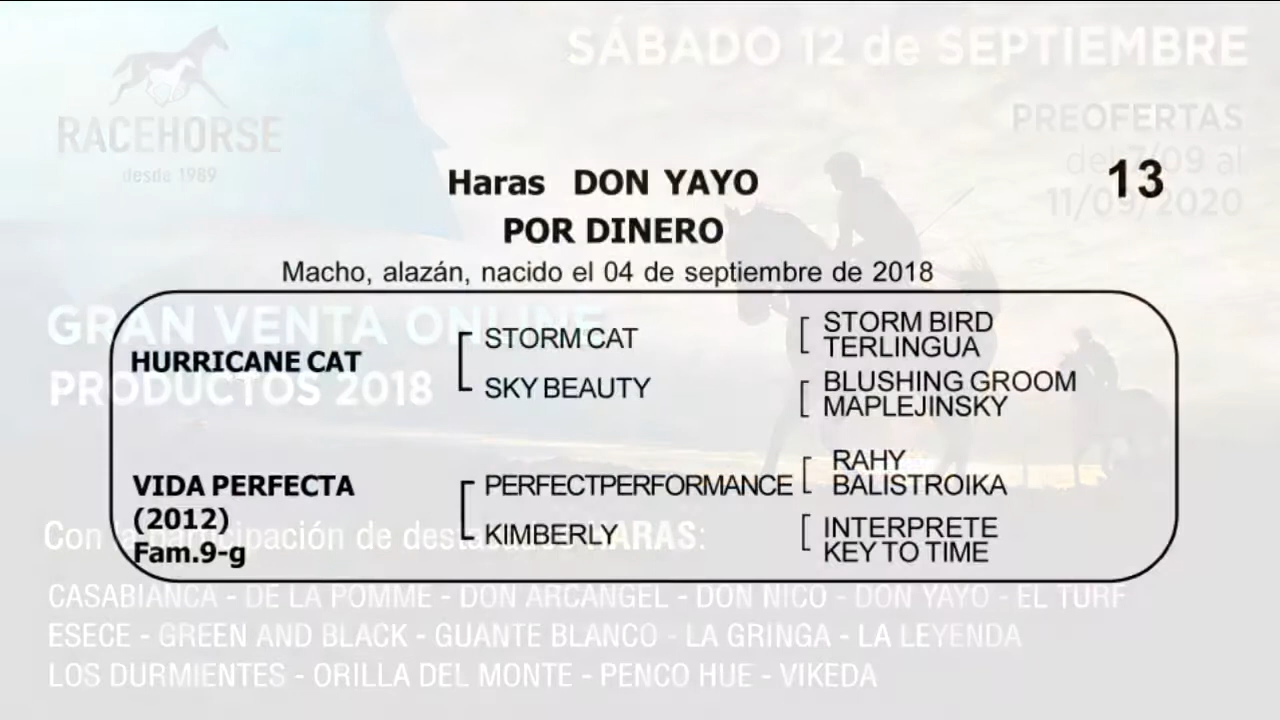 SÁBADO 12 de SEPTIEMBRE
RACEHORSE
desde 1989
PREOFERTAS
del 7/09 al
11/09/2020
13
Haras DON YAYO
POR DINERO
Macho, alazán, nacido el 04 de septiembre de 2018
GRAN VENTA ONLINE
PRODUCTOS 2018
HURRICANE CAT
STORM CAT
SKY BEAUTY
STORM BIRD
TERLINGUA
BLUSHING GROOM
MAPLEJINSKY
VIDA PERFECTA
(2012)
Fam.9-g
PERFECTPERFORMANCE
KIMBERLY
RAHY
BALISTROIKA
INTERPRETE
KEY TO TIME
Con la participación de destacados HARAS:
CASABIANCA - DE LA POMME - DON ARCANGEL - DON NICO - DON YAYO - EL TURF
ESECE - GREEN AND BLACK - GUANTE BLANCO - LA GRINGA - LA LEYENDA
LOS DURMIENTES - ORILLA DEL MONTE - PENCO HUE - VIKEDA